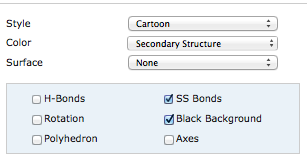 Style Cartoon
Color Secondary Structure
Surface None
H-Bonds SS Bonds
Rotation Black Background
Polyhedron Axes